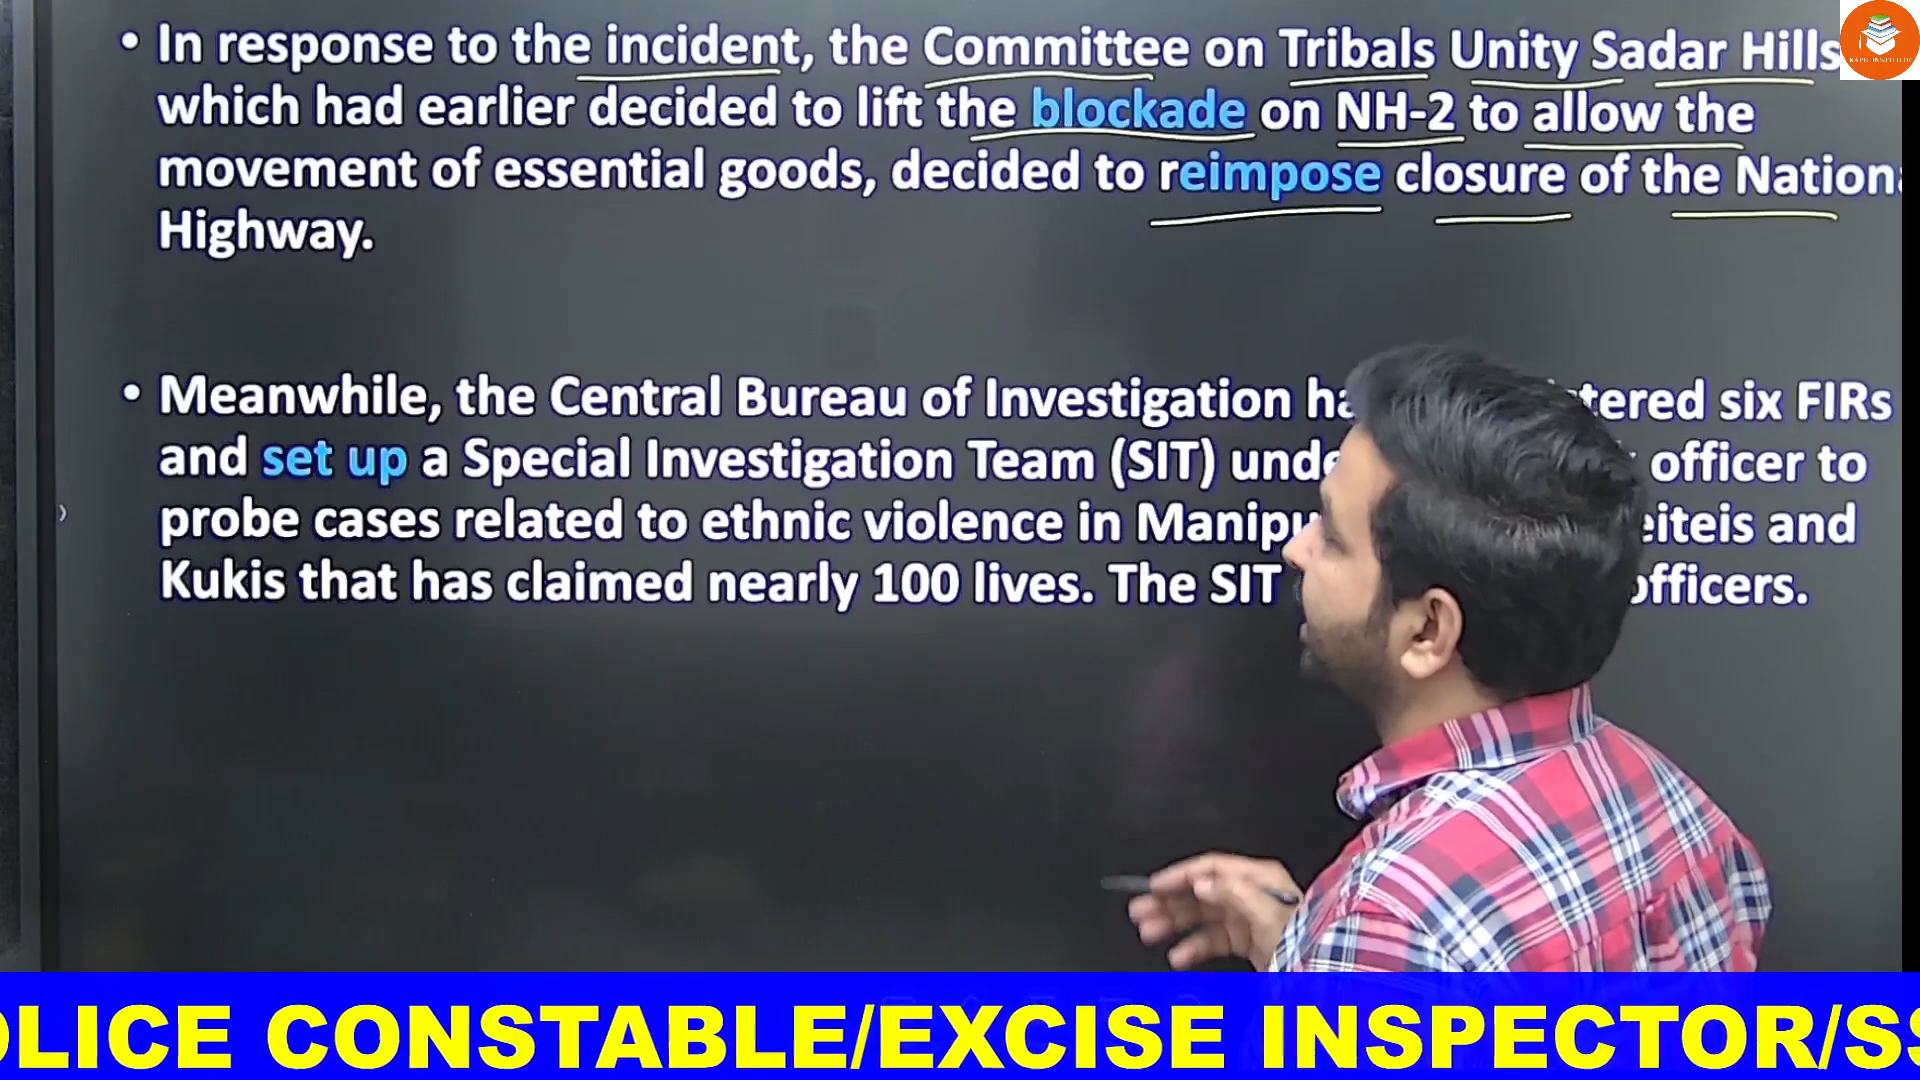 • In response to the incident, the Committee on Tribals Unity Sadar Hills
which had earlier decided to lift the blockade on NH-2 to allow the
movement of essential goods, decided to reimpose closure of the Nation
Highway.
• Meanwhile, the Central Bureau of Investigation ha tered six FIRs
and set up a Special Investigation Team (SIT) unde officer to
probe cases related to ethnic violence in Manipu eiteis and
Kukis that has claimed nearly 100 lives. The SIT officers.
OLICE CONSTABLE/EXCISE INSPECTOR/SS